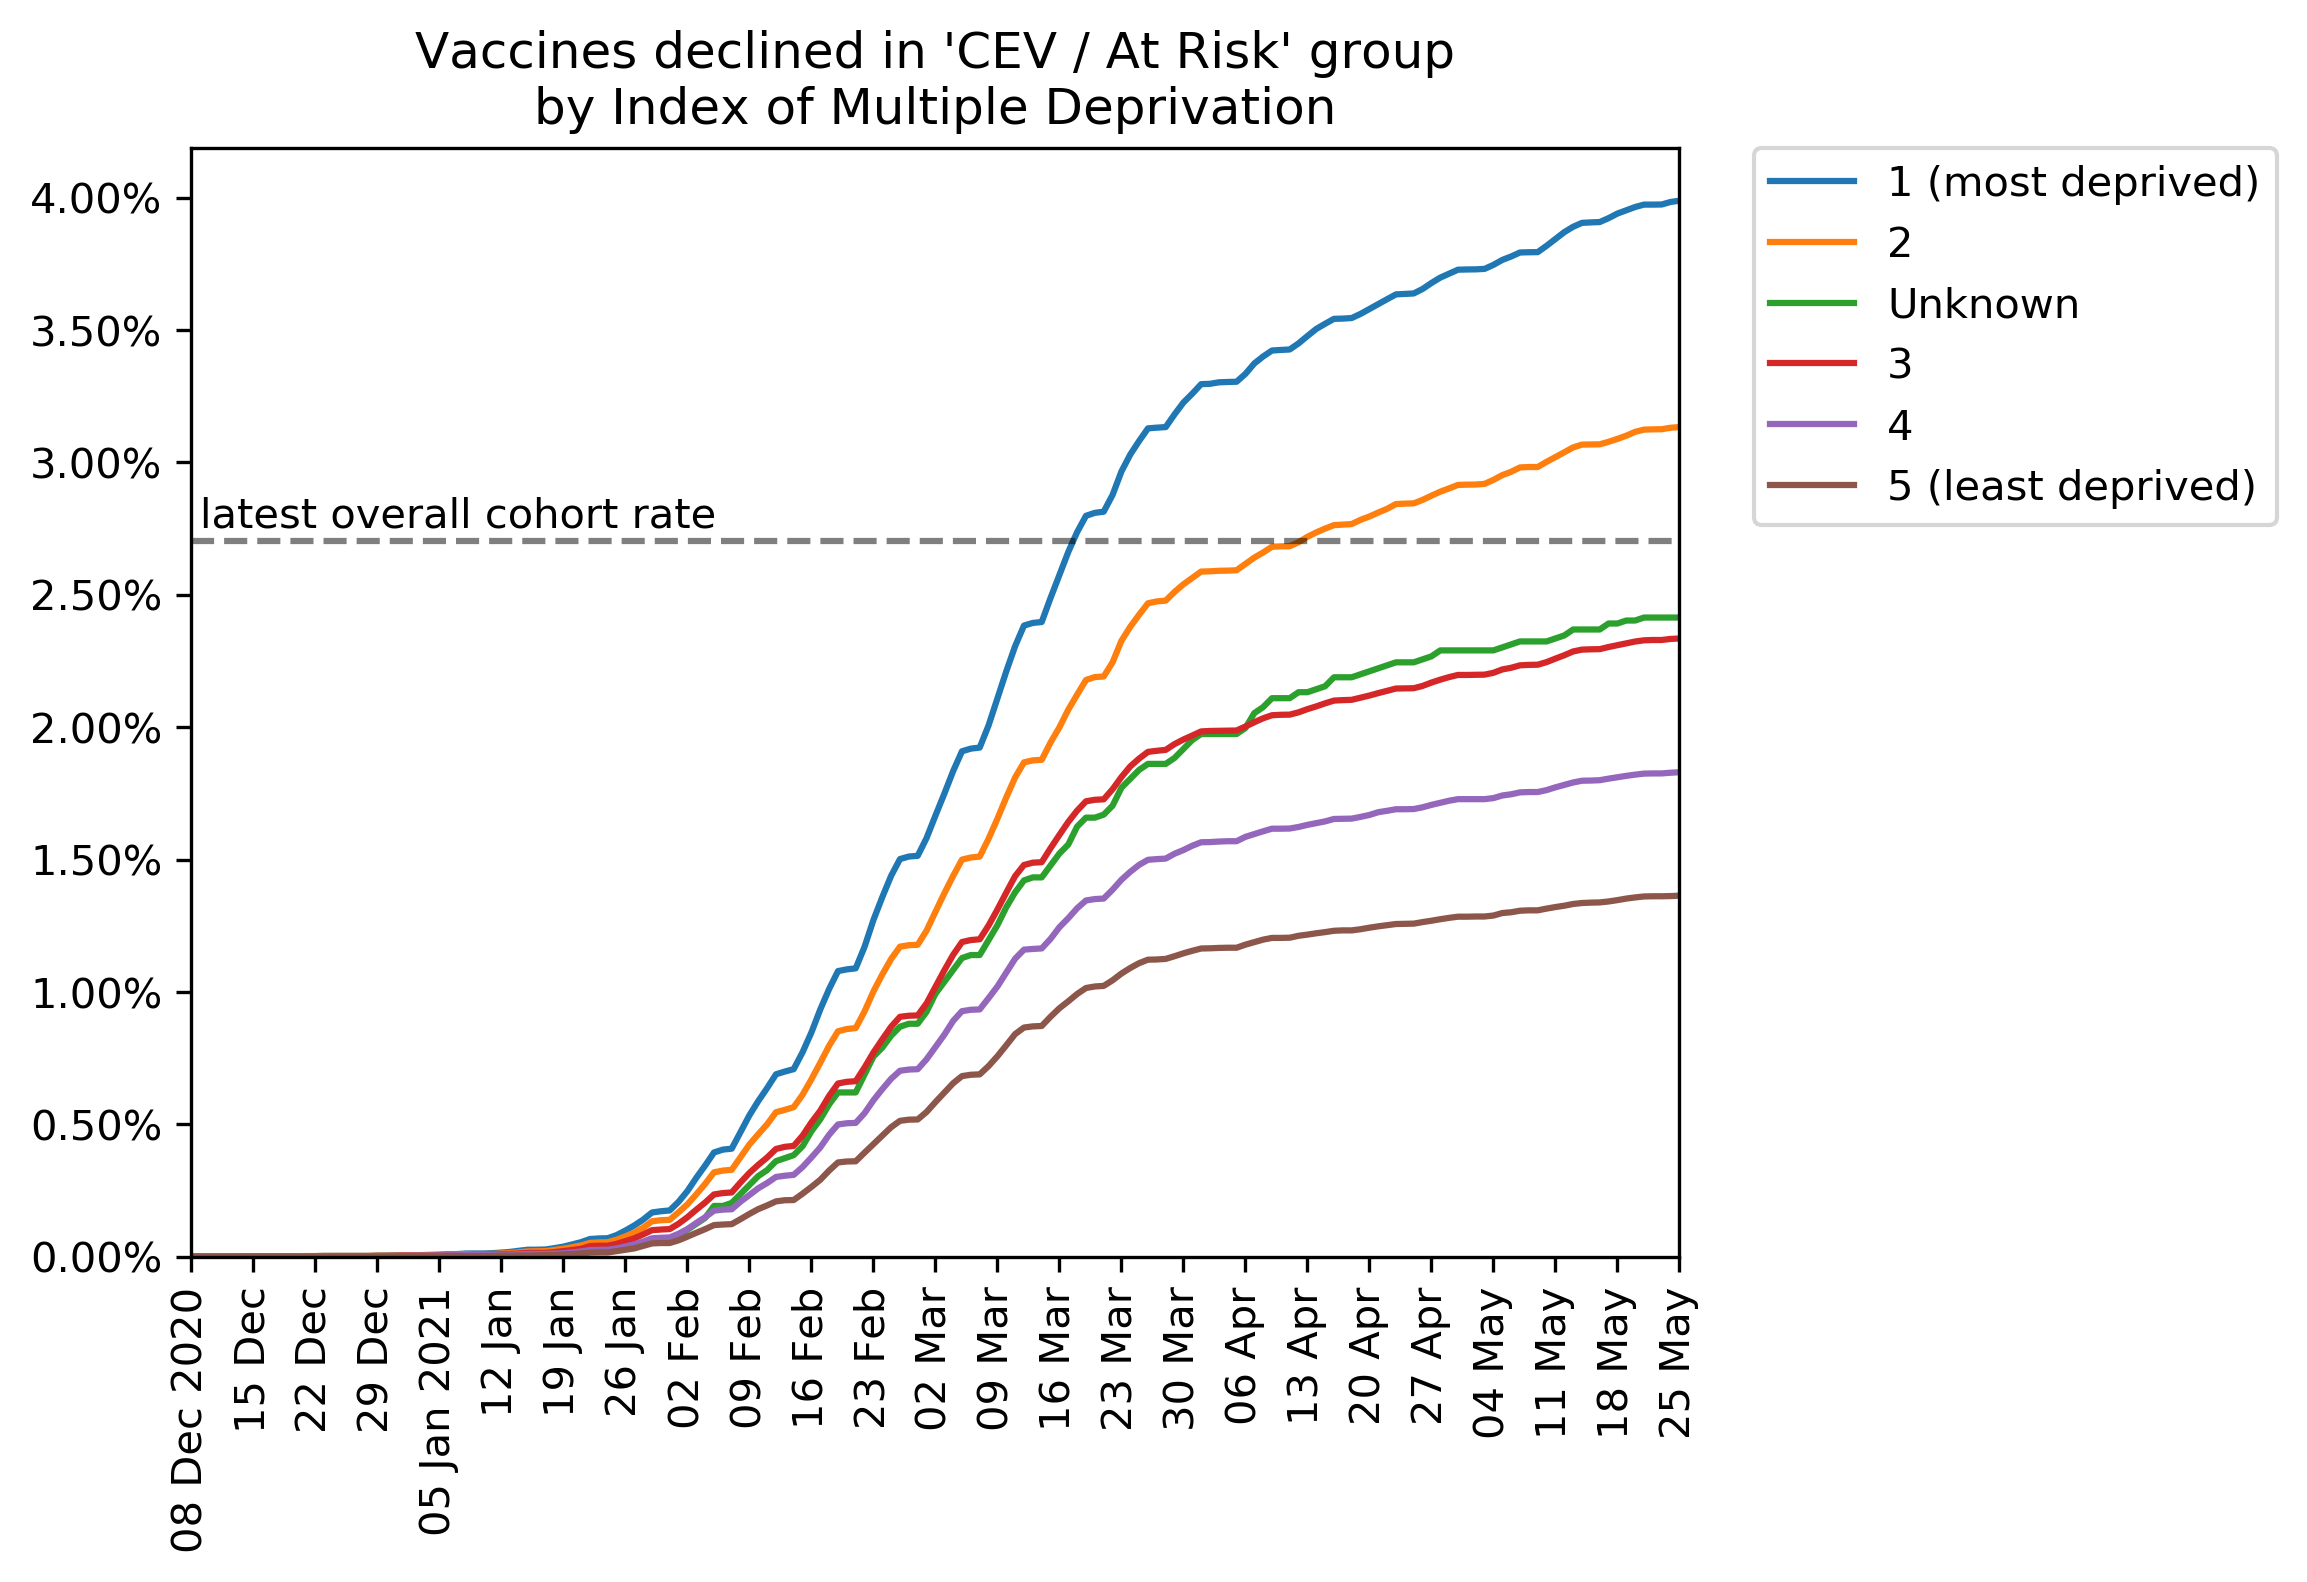 Vaccines declined in 'CEV / At Risk' group
by Index of Multiple Deprivation
4.00%
3.50%
3.00%
2.50%
2.00%
1.50%
1.00%
0.50%
0.00%
latest overall cohort rate
08 Dec 2020
15 Dec
22 Dec
29 Dec
05 Jan 2021
12 Jan
19 Jan
26 Jan
02 Feb
09 Feb
16 Feb
23 Feb
02 Mar
09 Mar
16 Mar
23 Mar
30 Mar
06 Apr
13 Apr
20 Apr
27 Apr
04 May
11 May
18 May
25 May
1 (most deprived)
2
Unknown
3
4
5 (least deprived)